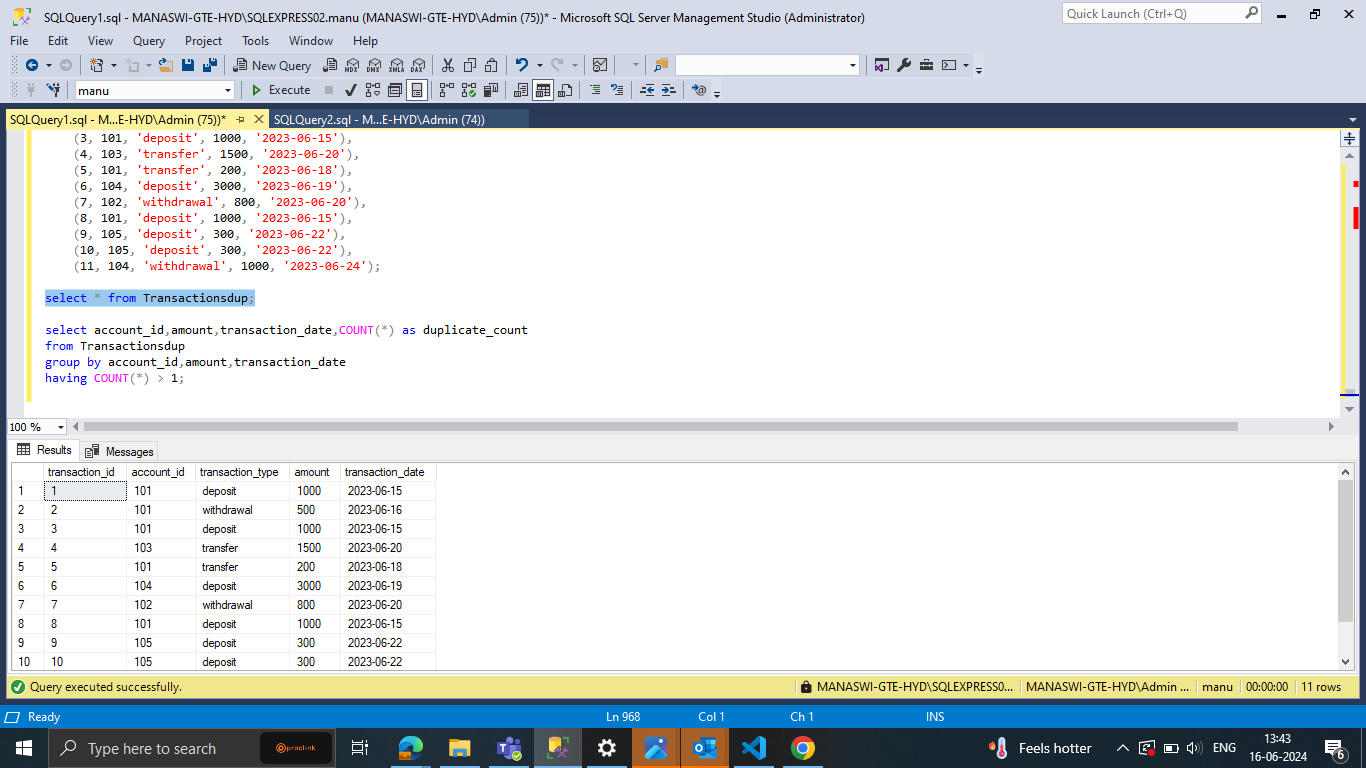 SQLQuery1.sql - MANASWI-GTE-HYD\SQLEXPRESS02.manu (MANASWI-GTE-HYD\Admin (75))* - Microsoft SQL Server Management Studio (Administrator)
Quick Launch (Ctrl+Q)
File Edit View Query Project Tools Window Help
New Query MDX DMX XMLA DAX
manu Execute
SQLQuery1.sql - M...E-HYD\Admin (75))* SQLQuery2.sql - M...E-HYD\Admin (74))
(3, 101, 'deposit', 1000, '2023-06-15'),
(4, 103, 'transfer', 1500, '2023-06-20'),
(5, 101, 'transfer', 200, '2023-06-18'),
(6, 104, 'deposit', 3000, '2023-06-19'),
(7, 102, 'withdrawal', 800, '2023-06-20'),
(8, 101, 'deposit', 1000, '2023-06-15'),
(9, 105, 'deposit', 300, '2023-06-22'),
(10, 105, 'deposit', 300, '2023-06-22'),
(11, 104, 'withdrawal', 1000, '2023-06-24');
select * from Transactionsdup;
select account_id,amount,transaction_date,COUNT(*) as duplicate_count
from Transactionsdup
group by account_id,amount,transaction_date
having COUNT(*) > 1;
100 %
Results Messages
transaction_id account_id transaction_type amount transaction_date
1 1 101 deposit 1000 2023-06-15
2 2 101 withdrawal 500 2023-06-16
3 3 101 deposit 1000 2023-06-15
4 4 103 transfer 1500 2023-06-20
5 5 101 transfer 200 2023-06-18
6 6 104 deposit 3000 2023-06-19
7 7 102 withdrawal 800 2023-06-20
8 8 101 deposit 1000 2023-06-15
9 9 105 deposit 300 2023-06-22
10 10 105 deposit 300 2023-06-22
Query executed successfully. MANASWI-GTE-HYD\SQLEXPRESS0... MANASWI-GTE-HYD\Admin ... manu 00:00:00 11 rows
Ready Ln 968 Col 1 Ch 1 INS
Type here to search proclink Feels hotter ENG 13:43
16-06-2024 6